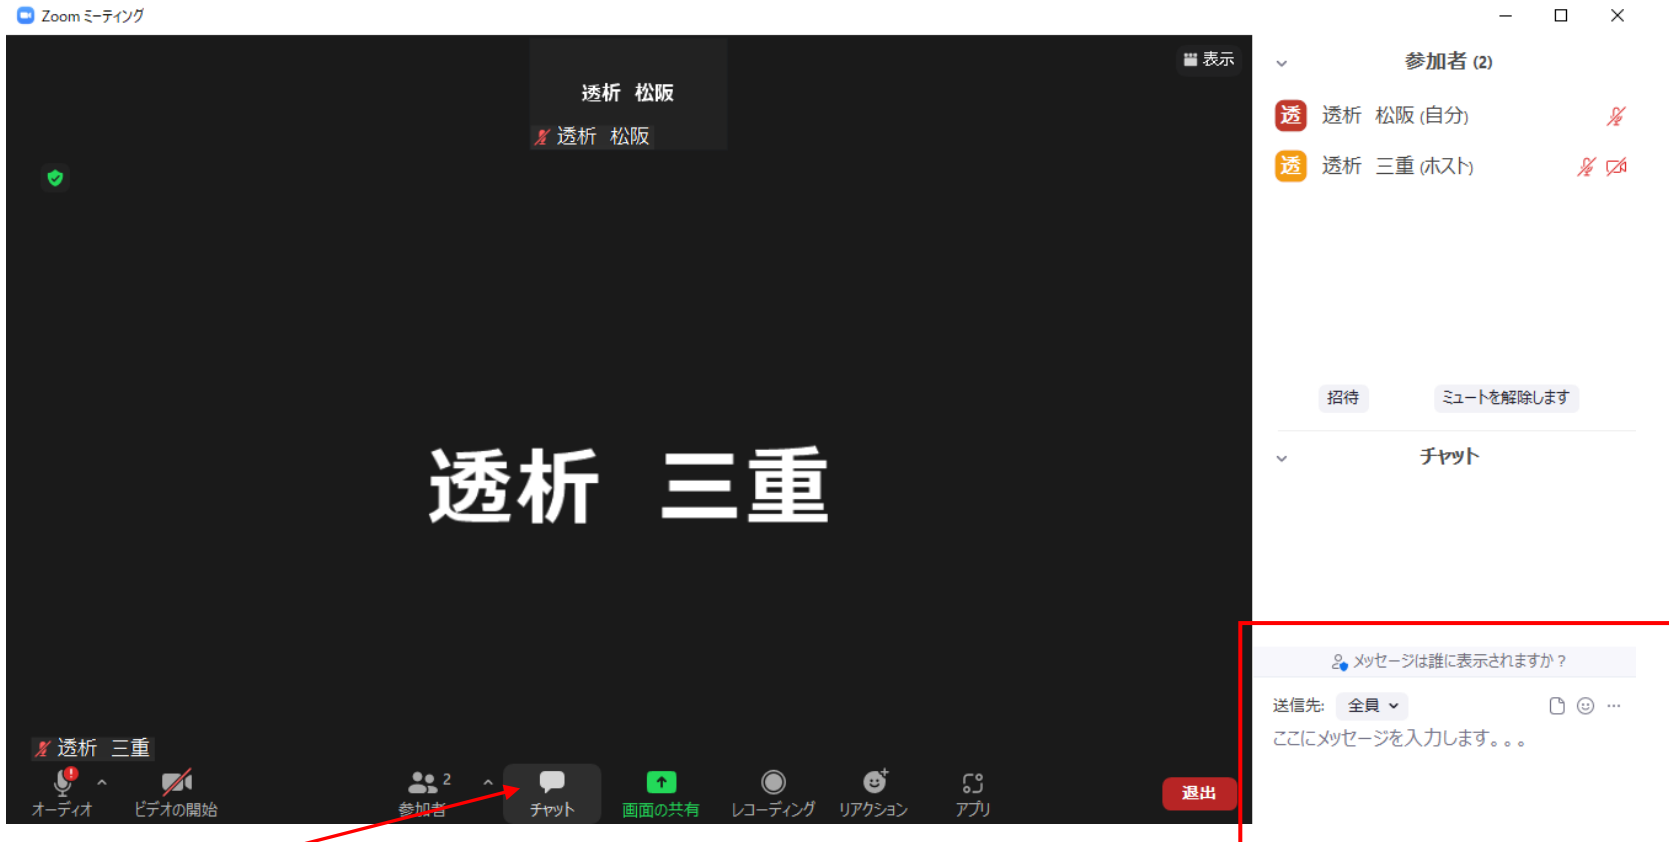 Zoom ミーティング
透析 松阪
透析 松阪
表示
透析 三重
透析 三重
オーディオ
ビデオの開始
2
参加者
チャット
画面の共有
レコーディング
リアクション
アプリ
退出
参加者 (2)
透 透析 松阪 (自分)
透 透析 三重 (ホスト)
招待
ミュートを解除します
チャット
メッセージは誰に表示されますか？
送信先: 全員
ここにメッセージを入力します。。。